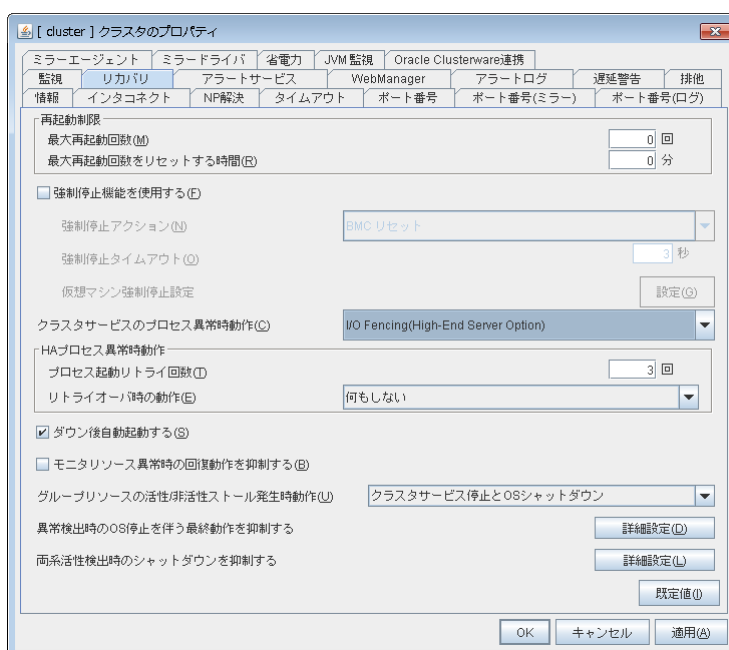 [ cluster ] クラスタのプロパティ
ミラーエージェント ミラードライバ 省電力 JVM 監視 Oracle Clusterware連携
監視 リカバリ アラートサービス WebManager アラートログ 遅延警告 排他
情報 インタコネクト NP解決 タイムアウト ポート番号 ポート番号(ミラー) ポート番号(ログ)
再起動制限
最大再起動回数(M) 0 回
最大再起動回数をリセットする時間(R) 0 分
強制停止機能を使用する(F)
強制停止アクション(N) BMC リセット
強制停止タイムアウト(O) 3 秒
仮想マシン強制停止設定 設定(G)
クラスタサービスのプロセス異常時動作(C) I/O Fencing(High-End Server Option)
HAプロセス異常時動作
プロセス起動リトライ回数(T) 3 回
リトライオーバ時の動作(E) 何もしない
ダウン後自動起動する(S)
モニタリソース異常時の回復動作を抑制する(B)
グループリソースの活性/非活性ストール発生時動作(U) クラスタサービス停止とOSシャットダウン
異常検出時のOS停止を伴う最終動作を抑制する 詳細設定(D)
両系活性検出時のシャットダウンを抑制する 詳細設定(L)
既定値(I)
OK キャンセル 適用(A)